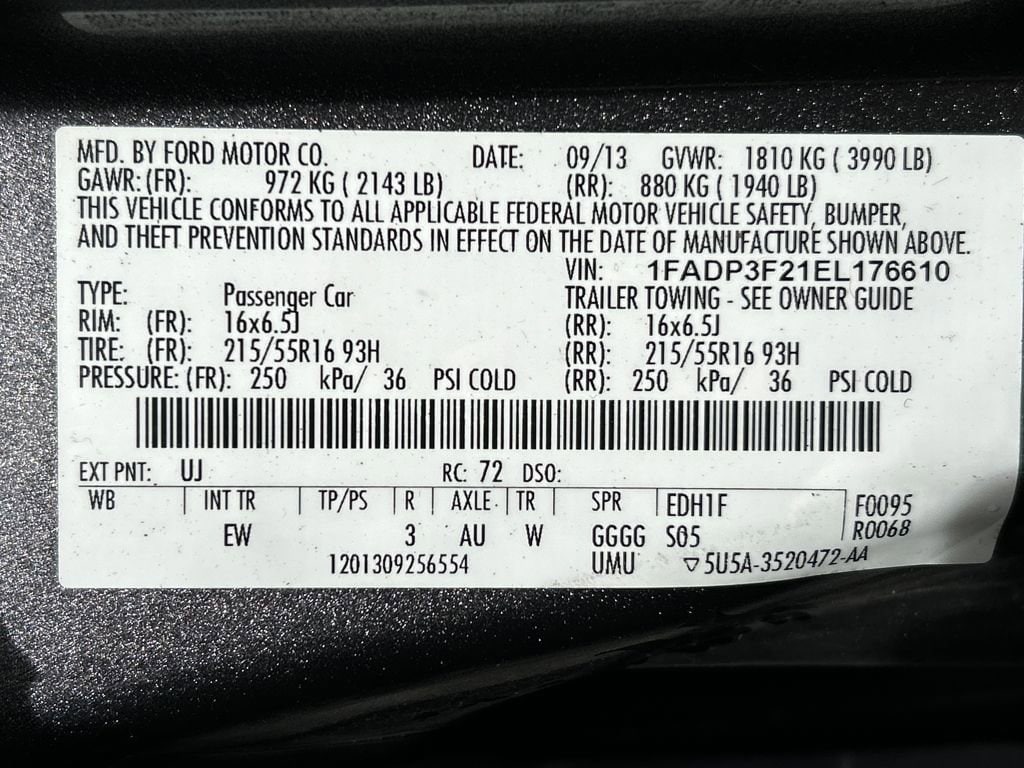 MFD. BY FORD MOTOR CO. DATE: 09/13 GVWR: 1810 KG ( 3990 LB)
GAWR: (FR): 972 KG ( 2143 LB) (RR): 880 KG ( 1940 LB)
THIS VEHICLE CONFORMS TO ALL APPLICABLE FEDERAL MOTOR VEHICLE SAFETY, BUMPER,
AND THEFT PREVENTION STANDARDS IN EFFECT ON THE DATE OF MANUFACTURE SHOWN ABOVE.
VIN: 1FADP3F21EL176610
TYPE: Passenger Car TRAILER TOWING - SEE OWNER GUIDE
RIM: (FR): 16x6.5J (RR): 16x6.5J
TIRE: (FR): 215/55R16 93H (RR): 215/55R16 93H
PRESSURE: (FR): 250 kPa/ 36 PSI COLD (RR): 250 kPa/ 36 PSI COLD
EXT PNT: UJ RC: 72 DSO:
WB | INT TR | TP/PS | R | AXLE | TR | SPR | EDH1F | F0095
EW 3 AU W GGGG S05 R0068
1201309256554 UMU ▽5U5A-3520472-AA